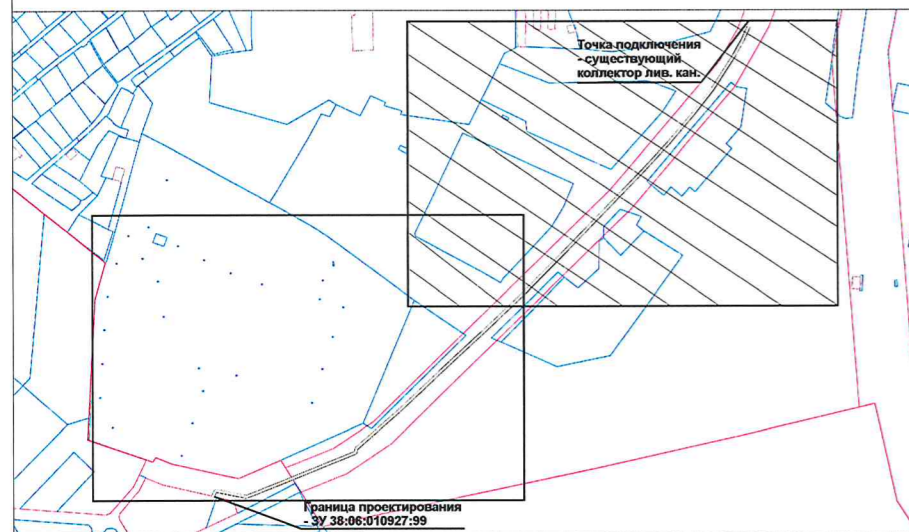 Точка подключения
- существующий
коллектор лив. кан.
Граница проектирования
- ЗУ 38:06:010927:99